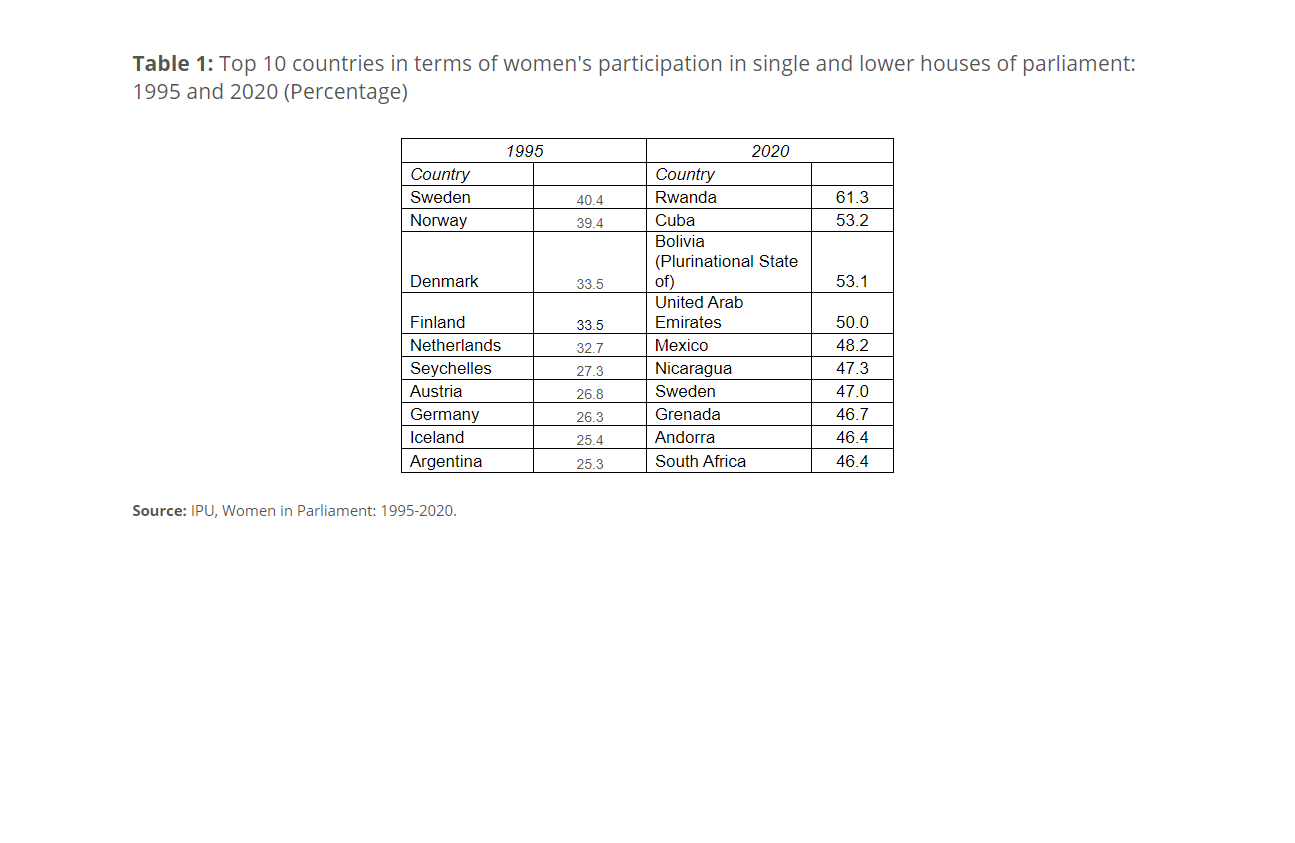 Table 1: Top 10 countries in terms of women's participation in single and lower houses of parliament:
1995 and 2020 (Percentage)
1995 2020
Country Country
Sweden 40.4 Rwanda 61.3
Norway 39.4 Cuba 53.2
Bolivia
(Plurinational State
Denmark 33.5 of) 53.1
United Arab
Finland 33.5 Emirates 50.0
Netherlands 32.7 Mexico 48.2
Seychelles 27.3 Nicaragua 47.3
Austria 26.8 Sweden 47.0
Germany 26.3 Grenada 46.7
Iceland 25.4 Andorra 46.4
Argentina 25.3 South Africa 46.4
Source: IPU, Women in Parliament: 1995-2020.